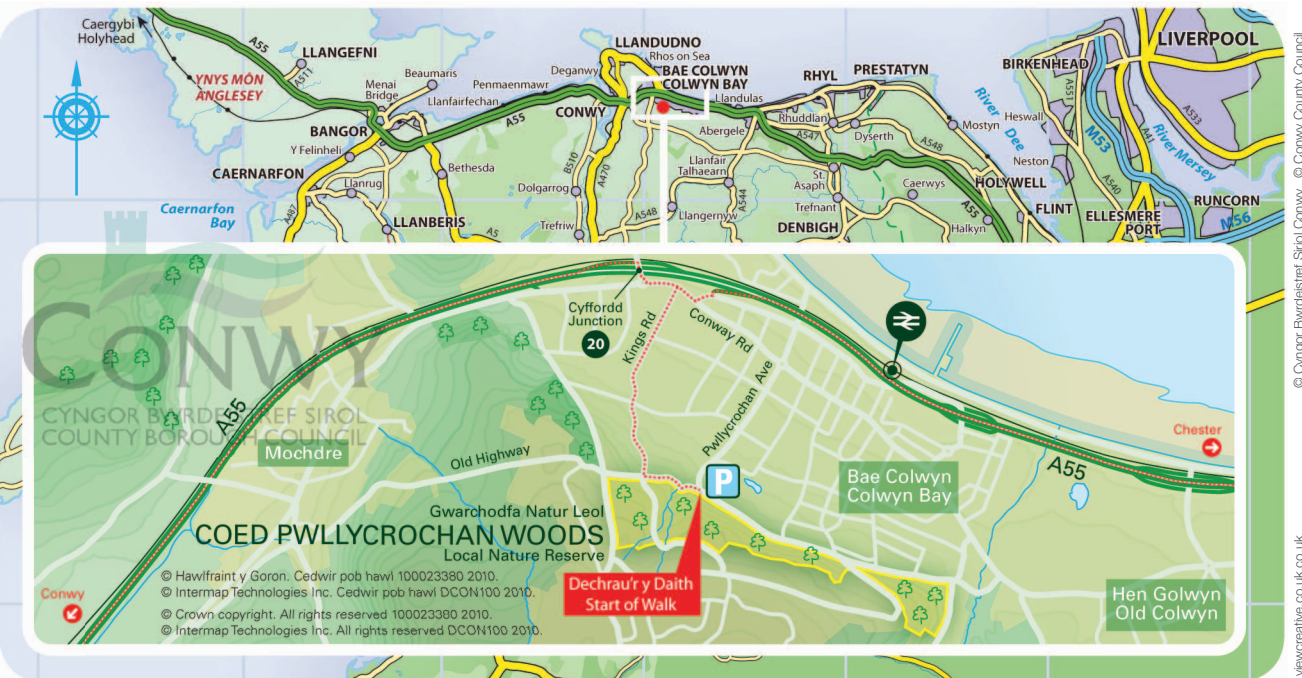 Caergybi
Holyhead
A55
LLANGEFNI
A511
YNYS MÔN
ANGLESEY
Menai
Bridge
Beaumaris
Llanfairfechan
Penmaenmawr
Deganwy
LLANDUDNO
Rhos on Sea
BAE COLWYN
COLWYN BAY
CONWY
A55
BANGOR
Y Felinheli
CAERNARFON
Llanrug
A487
Bethesda
LLANBERIS
A5
Caernarfon
Bay
Dolgarrog
Trefriw
B510
A470
A548
Llangernyw
Llanfair
Talhaearn
A544
Llandulas
Abergele
RHYL
PRESTATYN
Rhuddlan
A547
Dyserth
A548
Mostyn
St.
Asaph
Trefnant
DENBIGH
Caerwys
HOLYWELL
A55
Halkyn
FLINT
River Dee
BIRKENHEAD
LIVERPOOL
Heswall
Neston
A551
M53
A41
A540
River Mersey
A533
ELLESMERE
PORT
RUNCORN
M56
CONWY
CYNGOR BWRDEISTREF SIROL
COUNTY BOROUGH COUNCIL
A55
Mochdre
Old Highway
Cyffordd
Junction
20
Kings Rd
Conway Rd
Pwllycrochan Ave
P
Bae Colwyn
Colwyn Bay
A55
Chester
Hen Golwyn
Old Colwyn
Gwarchodfa Natur Leol
COED PWLLYCROCHAN WOODS
Local Nature Reserve
Dechrau'r y Daith
Start of Walk
Conwy
© Hawlfraint y Goron. Cedwir pob hawl 100023380 2010.
© Intermap Technologies Inc. Cedwir pob hawl DCON100 2010.
© Crown copyright. All rights reserved 100023380 2010.
© Intermap Technologies Inc. All rights reserved DCON100 2010.
viewcreative.co.uk.co.uk
© Cyngor Bwrdeistref Sirol Conwy © Conwy County Council